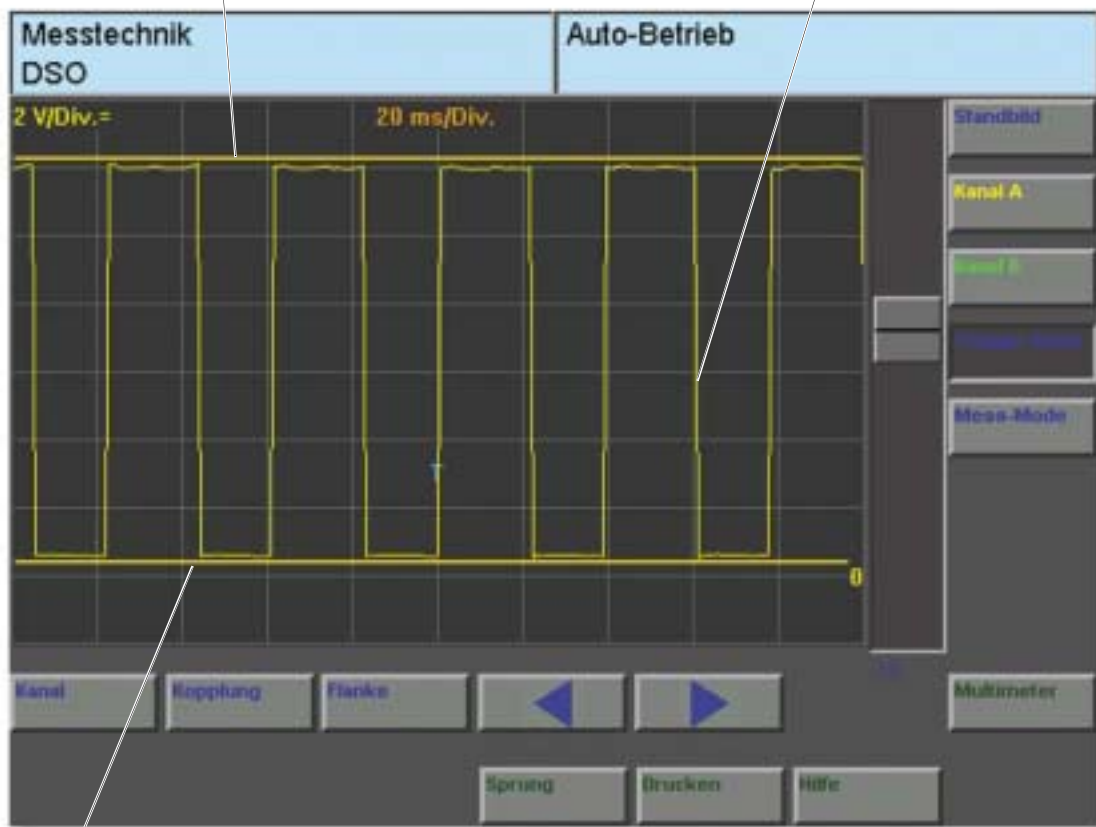 Messtechnik
DSO
Auto-Betrieb
2 V/Div.=
20 ms/Div.
Standbild
Kanal A
Mess-Mode
T
0
Kanal
Kopplung
Flanke
Multimeter
Sprung
Drucken
Hilfe